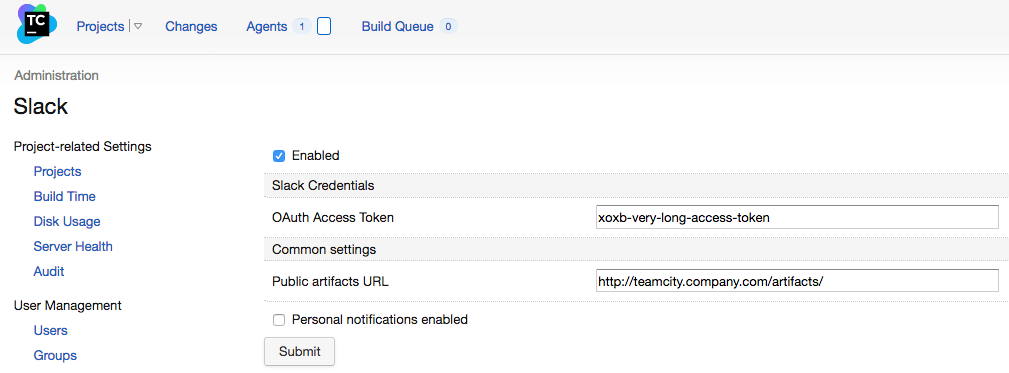 TC Projects Changes Agents 1 Build Queue 0
Administration
Slack
Project-related Settings
Projects
Build Time
Disk Usage
Server Health
Audit
User Management
Users
Groups
Enabled
Slack Credentials
OAuth Access Token xoxb-very-long-access-token
Common settings
Public artifacts URL http://teamcity.company.com/artifacts/
Personal notifications enabled
Submit